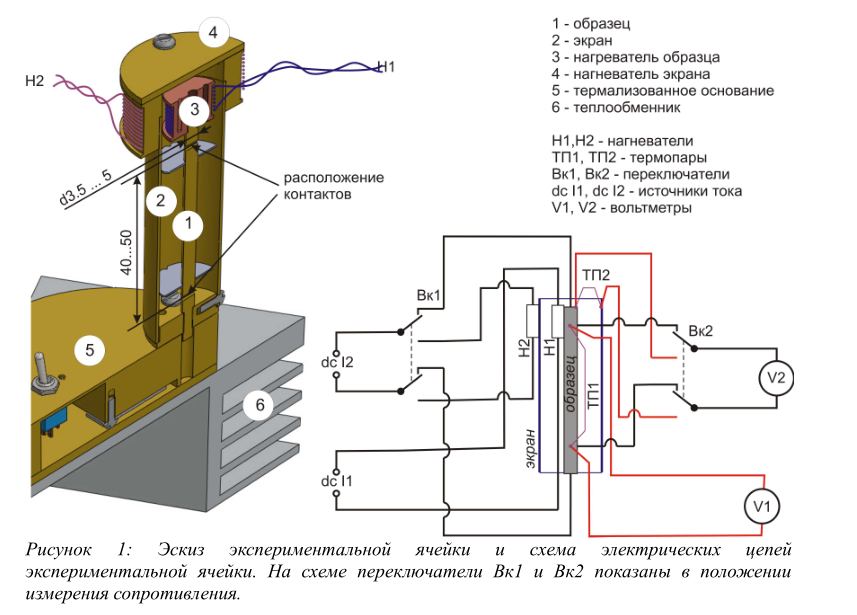 4
H2
H1
3
d3.5 ... 5
расположение
контактов
2
1
40...50
5
6
1 - образец
2 - экран
3 - нагреватель образца
4 - нагневатель экрана
5 - термализованное основание
6 - теплообменник
H1,H2 - нагневатели
ТП1, ТП2 - термопары
Вк1, Вк2 - переключатели
dc I1, dc I2 - источники тока
V1, V2 - вольтметры
Вк1
ТП2
Вк2
dc I2
H2
H1
образец
ТП1
экран
V2
dc I1
V1
Рисунок 1: Эскиз экспериментальной ячейки и схема электрических цепей
экспериментальной ячейки. На схеме переключатели Вк1 и Вк2 показаны в положении
измерения сопротивления.